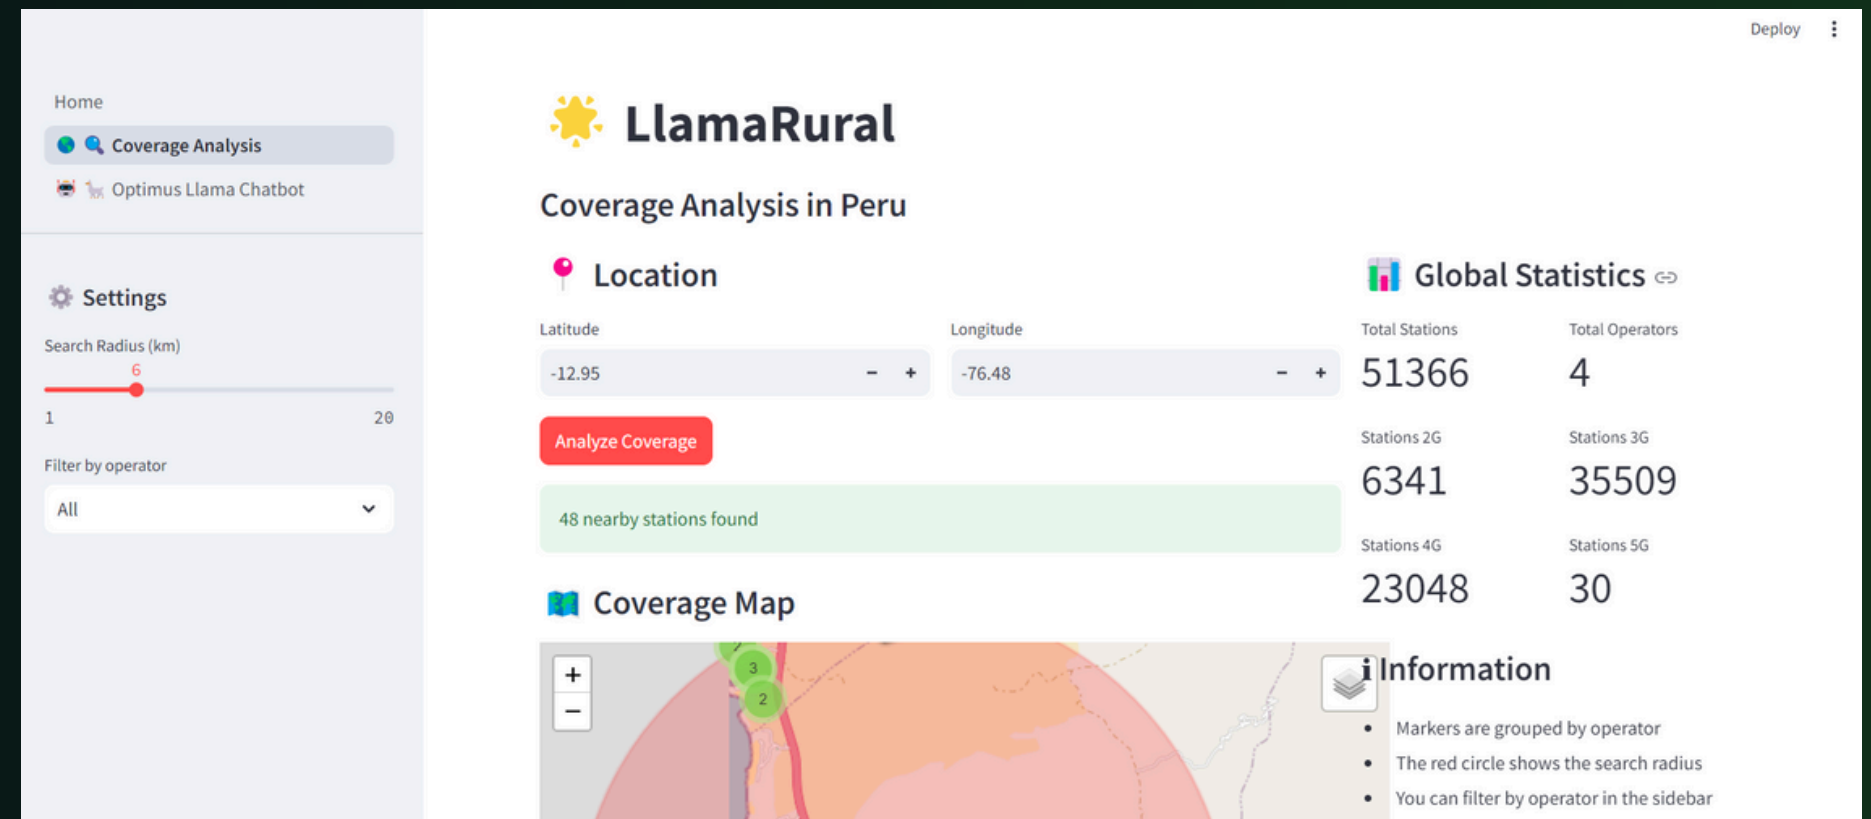 Deploy
Home
Coverage Analysis
Optimus Llama Chatbot
Settings
Search Radius (km)
6
1 20
Filter by operator
All
LlamaRural
Coverage Analysis in Peru
Location
Latitude Longitude
-12.95 - + -76.48 - +
Analyze Coverage
48 nearby stations found
Coverage Map
+
−
3
2
Global Statistics
Total Stations Total Operators
51366 4
Stations 2G Stations 3G
6341 35509
Stations 4G Stations 5G
23048 30
i Information
• Markers are grouped by operator
• The red circle shows the search radius
• You can filter by operator in the sidebar